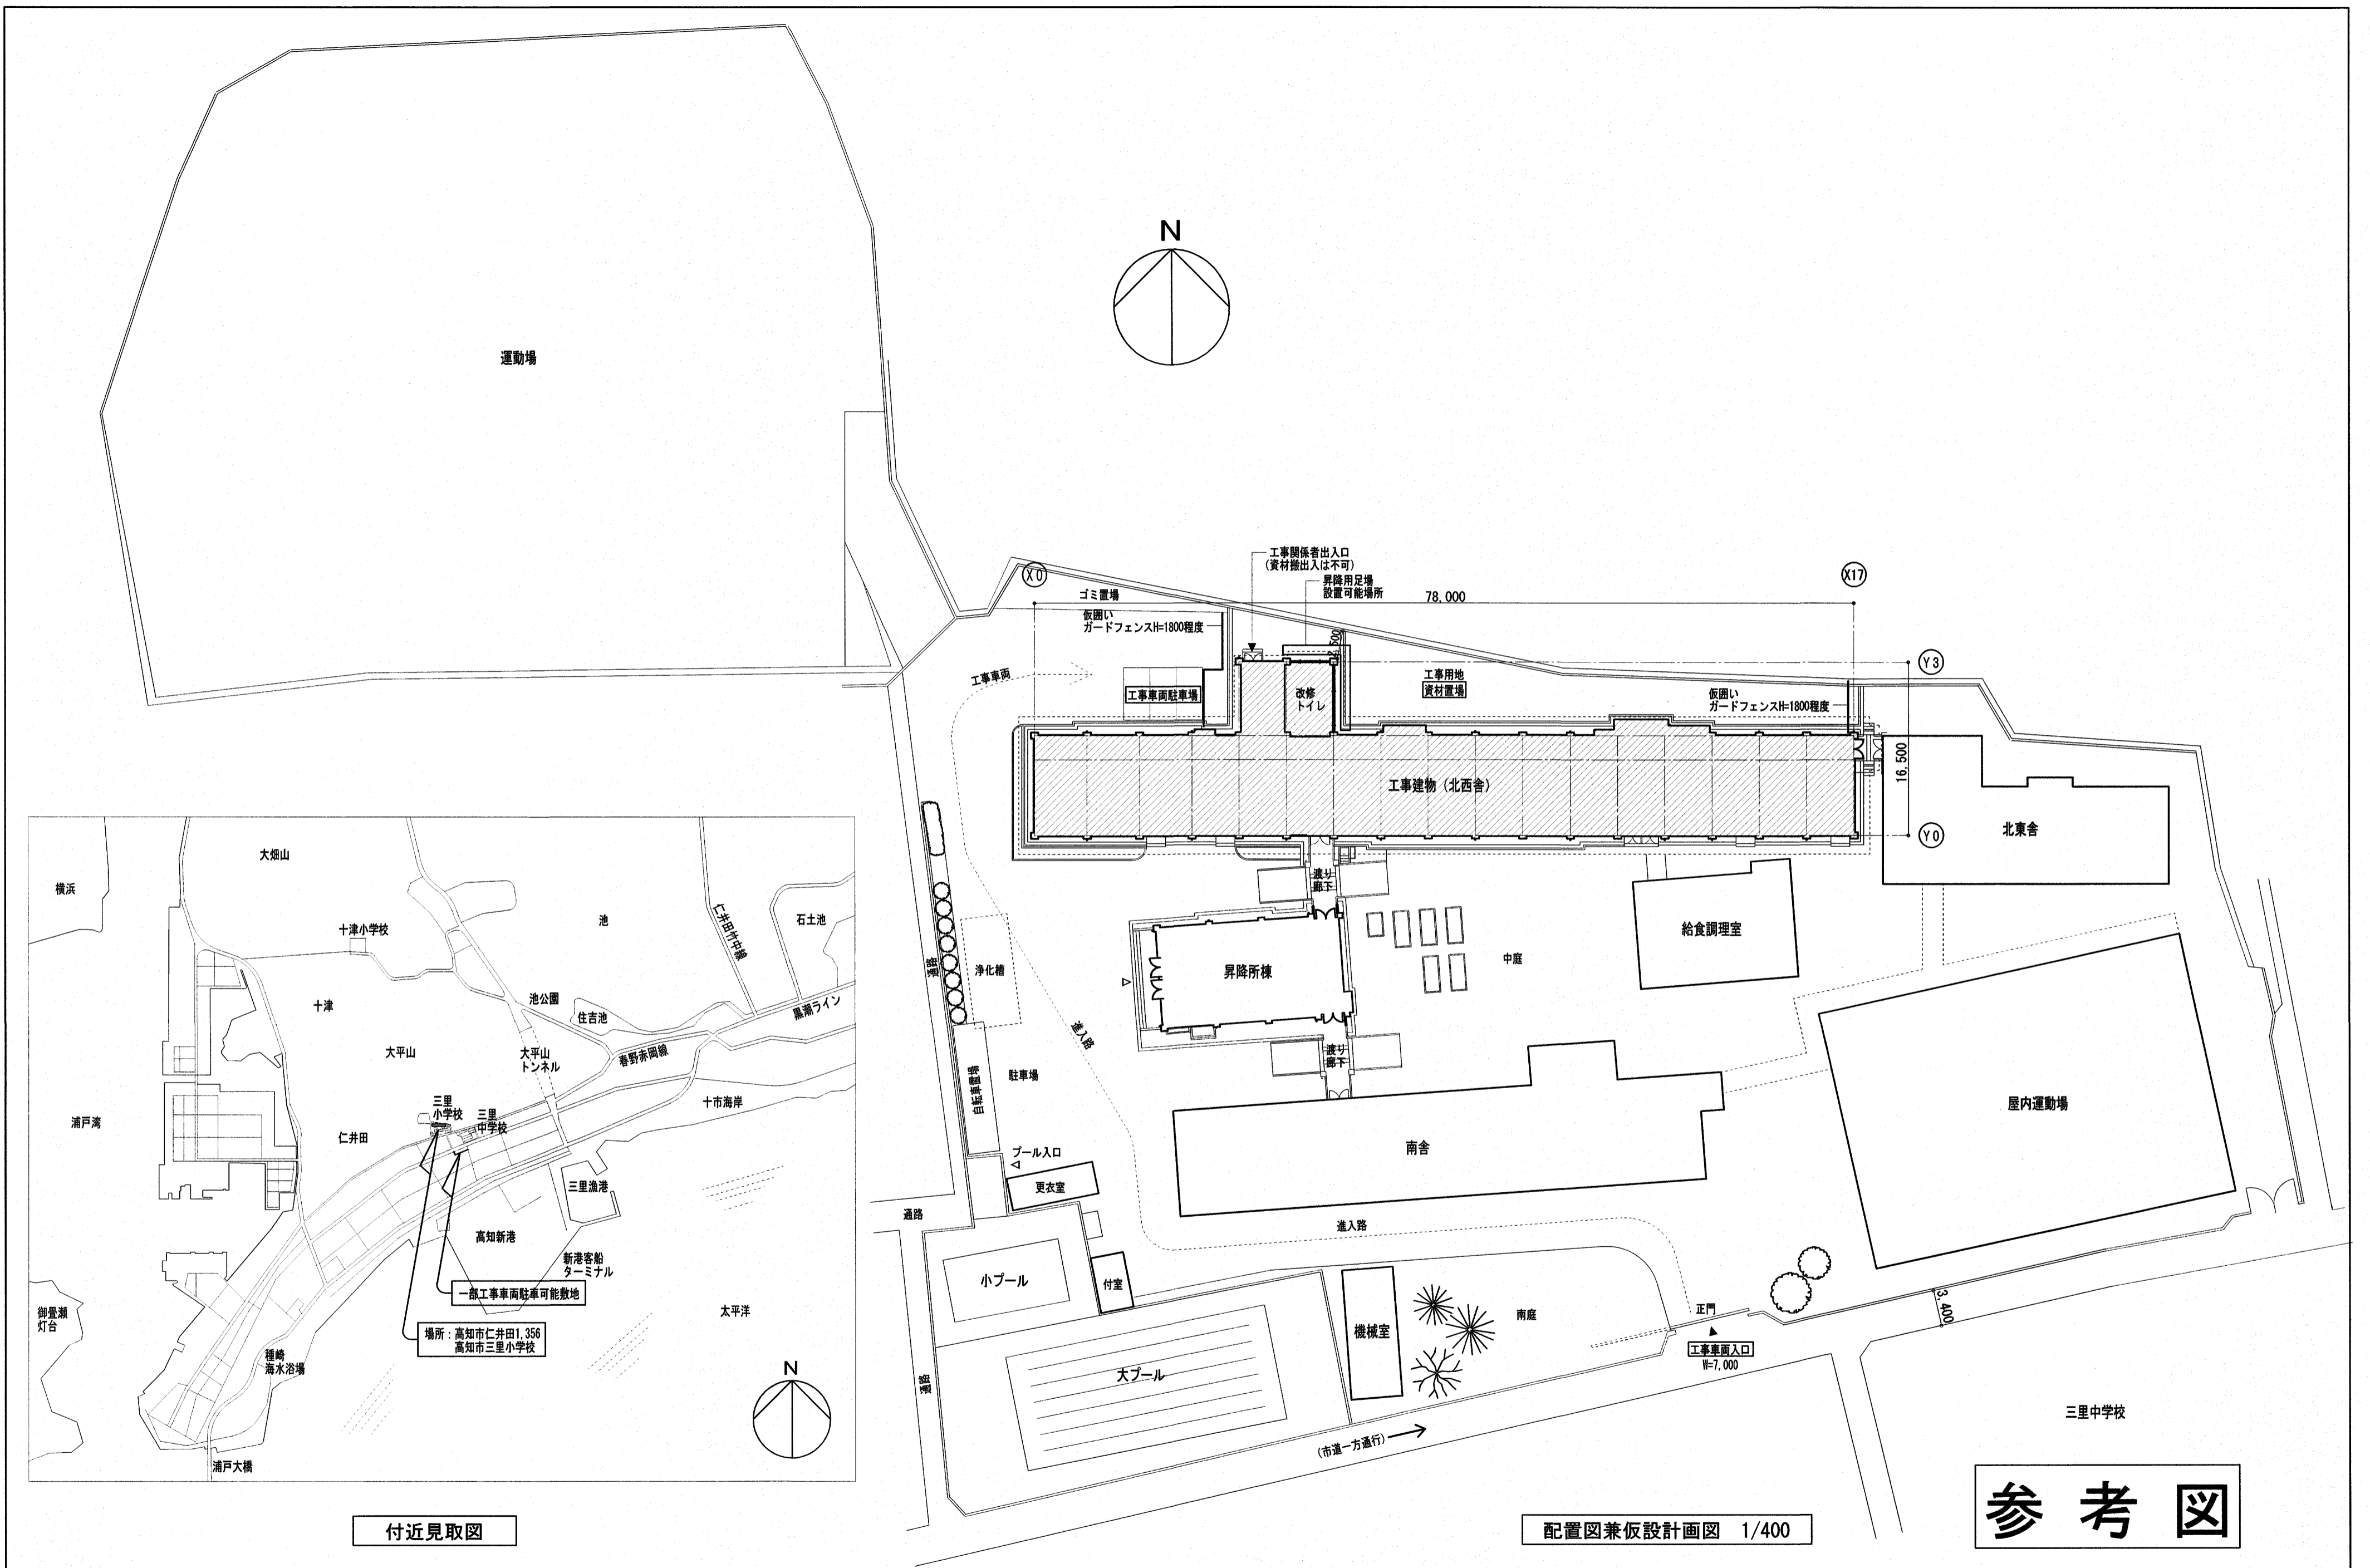 運動場
N
工事関係者出入口
(資材搬出入は不可)
昇降用足場
設置可能場所
X0
X17
78,000
ゴミ置場
仮囲い
ガードフェンスH=1800程度
工事車両
工事車両駐車場
改修
トイレ
工事用地
資材置場
仮囲い
ガードフェンスH=1800程度
Y3
16,500
Y0
工事建物(北西舎)
北東舎
渡り
廊下
給食調理室
昇降所棟
中庭
浄化槽
通路
進入路
渡り
廊下
自転車置場
駐車場
屋内運動場
南舎
プール入口
更衣室
通路
進入路
小プール
付室
機械室
南庭
正門
工事車両入口
W=7,000
3,400
大プール
通路
(市道一方通行)
三里中学校
横浜
大畑山
十津小学校
池
仁井田竹中線
石土池
十津
池公園
住吉池
黒潮ライン
大平山
大平山
トンネル
春野赤岡線
浦戸湾
三里
小学校
三里
中学校
十市海岸
仁井田
三里漁港
高知新港
新港客船
ターミナル
一部工事車両駐車可能敷地
太平洋
御畳瀬
灯台
場所:高知市仁井田1,356
高知市三里小学校
種崎
海水浴場
N
浦戸大橋
付近見取図
配置図兼仮設計画図 1/400
参考図